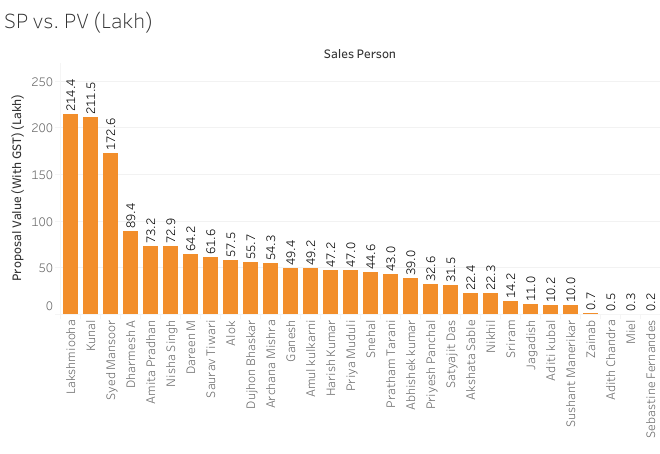 SP vs. PV (Lakh)
Sales Person
Proposal Value (With GST) (Lakh)
250
200
150
100
50
0
214.4
211.5
172.6
89.4
73.2
72.9
64.2
61.6
57.5
55.7
54.3
49.4
49.2
47.2
47.0
44.6
43.0
39.0
32.6
31.5
22.4
22.3
14.2
11.0
10.2
10.0
0.7
0.5
0.3
0.2
Lakshmiooha
Kunal
Syed Mansoor
Dharmesh A
Amita Pradhan
Nisha Singh
Dareen M
Saurav Tiwari
Alok
Dujhon Bhaskar
Archana Mishra
Ganesh
Amul kulkarni
Harish Kumar
Priya Muduli
Snehal
Pratham Tarani
Abhishek kumar
Priyesh Panchal
Satyajit Das
Akshata Sable
Nikhil
Sriram
Jagadish
Aditi kubal
Sushant Manerikar
Zainab
Adith Chandra
Miel
Sebastine Fernandes